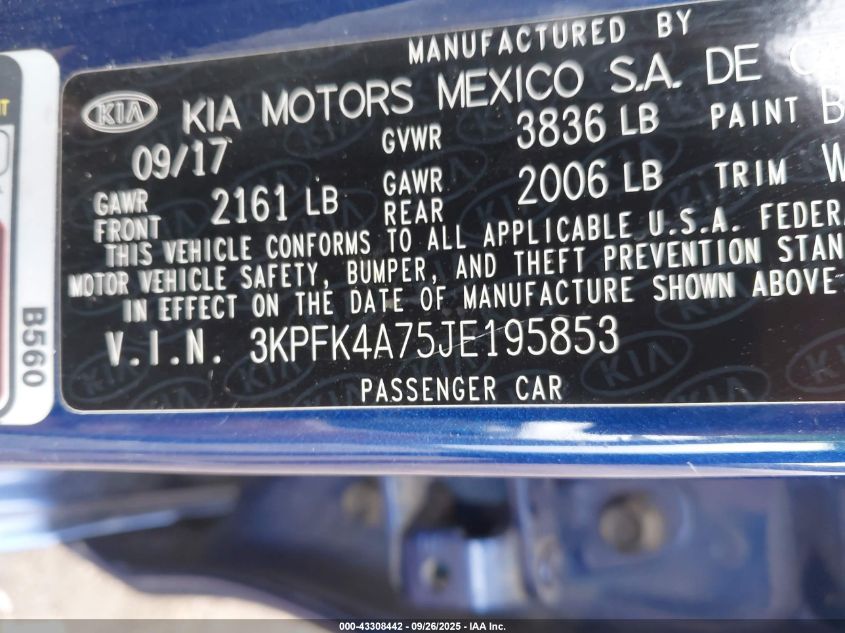 MANUFACTURED BY
KIA KIA MOTORS MEXICO S.A. DE
09/17 GVWR 3836 LB PAINT B
GAWR FRONT 2161 LB GAWR REAR 2006 LB TRIM W
THIS VEHICLE CONFORMS TO ALL APPLICABLE U.S.A. FEDERA
MOTOR VEHICLE SAFETY, BUMPER, AND THEFT PREVENTION STAN
IN EFFECT ON THE DATE OF MANUFACTURE SHOWN ABOVE
V.I.N. 3KPFK4A75JE195853
PASSENGER CAR
B560
000-43308442 - 09/26/2025 - IAA Inc.